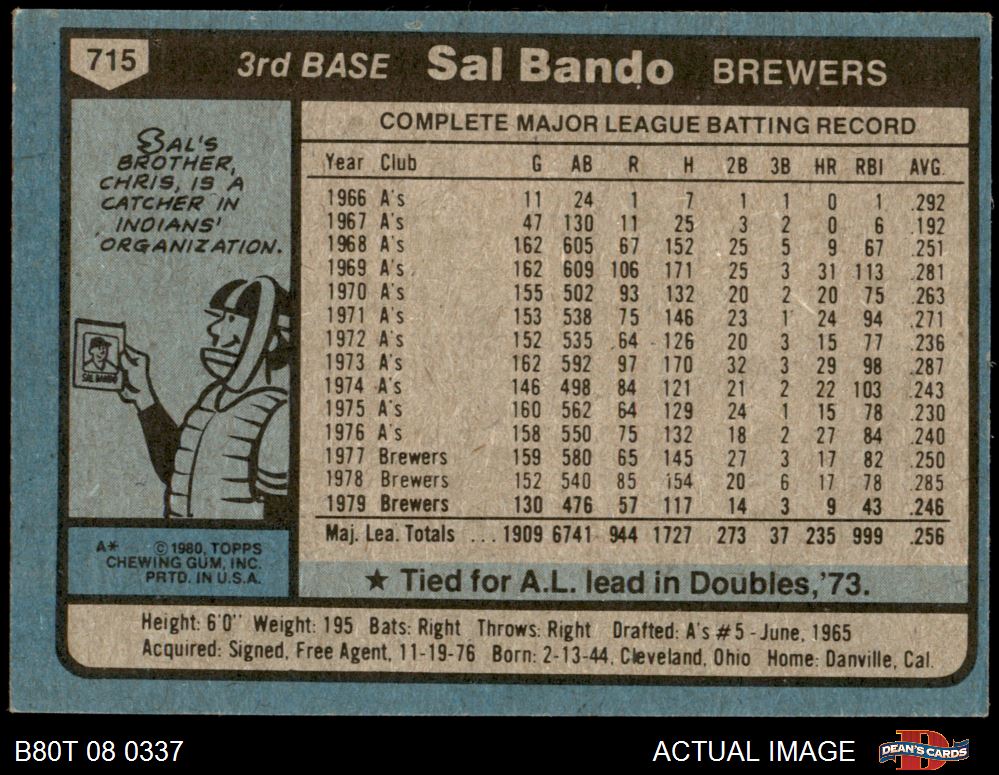 715 3rd BASE Sal Bando BREWERS
SAL'S
BROTHER,
CHRIS, IS A
CATCHER IN
INDIANS'
ORGANIZATION.
SAL BANDO
A* © 1980, TOPPS
CHEWING GUM, INC.
PRTD. IN U.S.A.
COMPLETE MAJOR LEAGUE BATTING RECORD
Year Club G AB R H 2B 3B HR RBI AVG.
1966 A's 11 24 1 7 1 1 0 1 .292
1967 A's 47 130 11 25 3 2 0 6 .192
1968 A's 162 605 67 152 25 5 9 67 .251
1969 A's 162 609 106 171 25 3 31 113 .281
1970 A's 155 502 93 132 20 2 20 75 .263
1971 A's 153 538 75 146 23 1 24 94 .271
1972 A's 152 535 64 126 20 3 15 77 .236
1973 A's 162 592 97 170 32 3 29 98 .287
1974 A's 146 498 84 121 21 2 22 103 .243
1975 A's 160 562 64 129 24 1 15 78 .230
1976 A's 158 550 75 132 18 2 27 84 .240
1977 Brewers 159 580 65 145 27 3 17 82 .250
1978 Brewers 152 540 85 154 20 6 17 78 .285
1979 Brewers 130 476 57 117 14 3 9 43 .246
Maj. Lea. Totals ... 1909 6741 944 1727 273 37 235 999 .256
★ Tied for A.L. lead in Doubles,'73.
Height: 6'0" Weight: 195 Bats: Right Throws: Right Drafted: A's #5 - June, 1965
Acquired: Signed, Free Agent, 11-19-76 Born: 2-13-44, Cleveland, Ohio Home: Danville, Cal.
B80T 08 0337 ACTUAL IMAGE DEAN'S CARDS